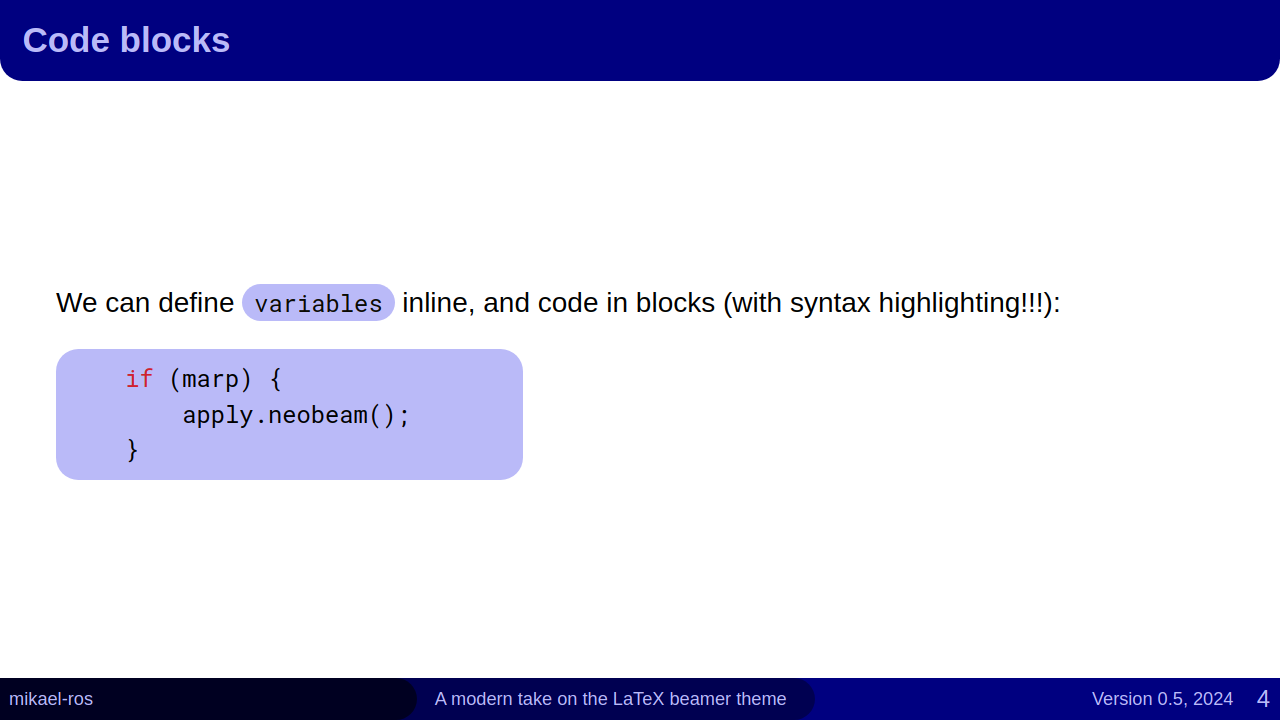 Code blocks
We can define variables inline, and code in blocks (with syntax highlighting!!!):
if (marp) {
    apply.neobeam();
}
mikael-ros
A modern take on the LaTeX beamer theme
Version 0.5, 2024
4